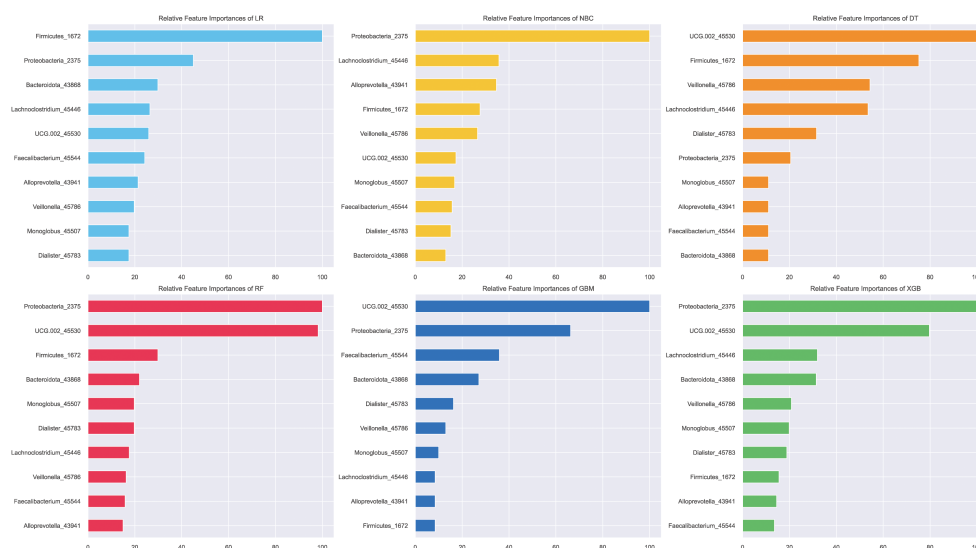 Relative Feature Importances of LR
Firmicutes_1672
Proteobacteria_2375
Bacteroidota_43868
Lachnoclostridium_45446
UCG.002_45530
Faecalibacterium_45544
Alloprevotella_43941
Veillonella_45786
Monoglobus_45507
Dialister_45783
0 20 40 60 80 100
Relative Feature Importances of NBC
Proteobacteria_2375
Lachnoclostridium_45446
Alloprevotella_43941
Firmicutes_1672
Veillonella_45786
UCG.002_45530
Monoglobus_45507
Faecalibacterium_45544
Dialister_45783
Bacteroidota_43868
0 20 40 60 80 100
Relative Feature Importances of DT
UCG.002_45530
Firmicutes_1672
Veillonella_45786
Lachnoclostridium_45446
Dialister_45783
Proteobacteria_2375
Monoglobus_45507
Alloprevotella_43941
Faecalibacterium_45544
Bacteroidota_43868
0 20 40 60 80
Relative Feature Importances of RF
Proteobacteria_2375
UCG.002_45530
Firmicutes_1672
Bacteroidota_43868
Monoglobus_45507
Dialister_45783
Lachnoclostridium_45446
Veillonella_45786
Faecalibacterium_45544
Alloprevotella_43941
0 20 40 60 80 100
Relative Feature Importances of GBM
UCG.002_45530
Proteobacteria_2375
Faecalibacterium_45544
Bacteroidota_43868
Dialister_45783
Veillonella_45786
Monoglobus_45507
Lachnoclostridium_45446
Alloprevotella_43941
Firmicutes_1672
0 20 40 60 80 100
Relative Feature Importances of XGB
Proteobacteria_2375
UCG.002_45530
Lachnoclostridium_45446
Bacteroidota_43868
Veillonella_45786
Monoglobus_45507
Dialister_45783
Firmicutes_1672
Alloprevotella_43941
Faecalibacterium_45544
0 20 40 60 80